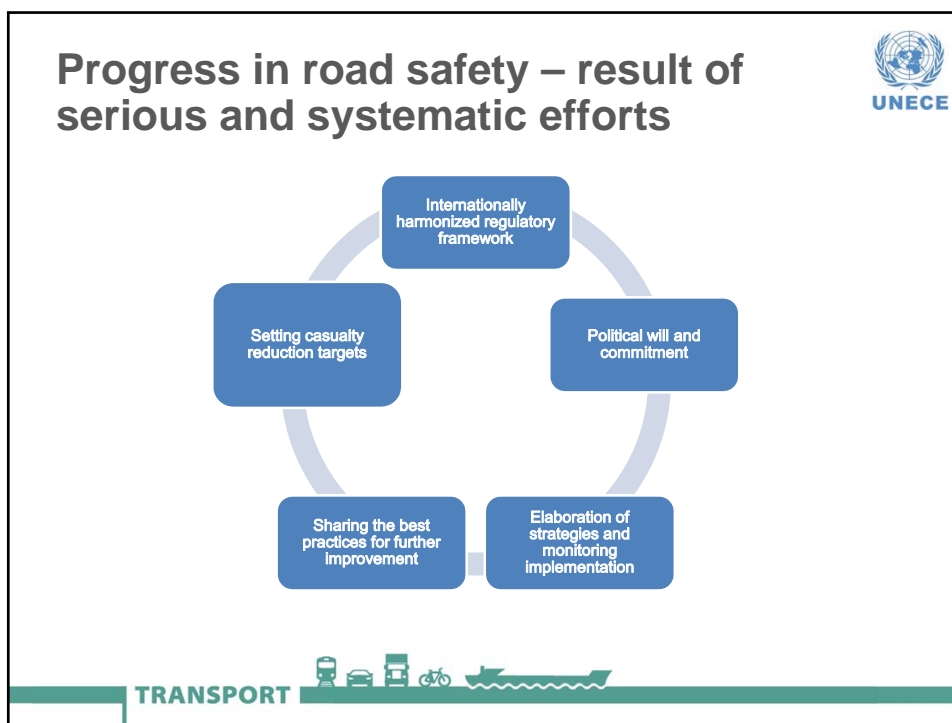 Progress in road safety – result of
serious and systematic efforts
UNECE
Internationally
harmonized regulatory
framework
Political will and
commitment
Elaboration of
strategies and
monitoring
implementation
Sharing the best
practices for further
improvement
Setting casualty
reduction targets
TRANSPORT